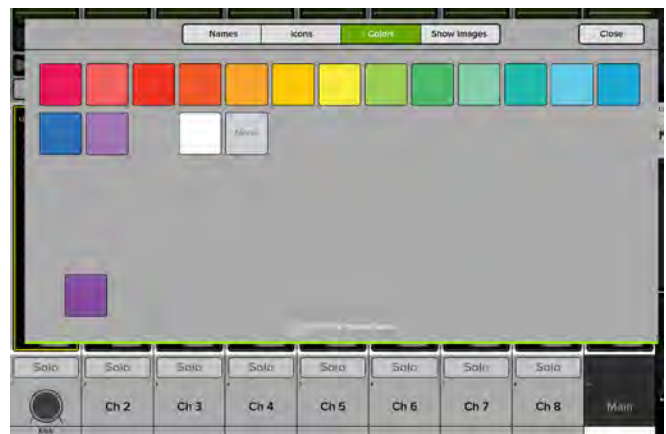 Names Icons Colors Show Images Close
None
Solo Solo Solo Solo Solo Solo Solo Solo
Ch 2 Ch 3 Ch 4 Ch 5 Ch 6 Ch 7 Ch 8 Main
Kick